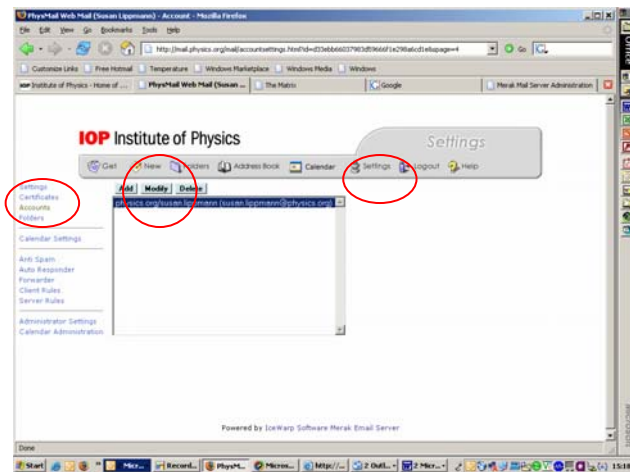 PhysMail Web Mail (Susan Lippmann) - Account - Mozilla Firefox
File Edit View Go Bookmarks Tools Help
Go
Customize Links Free Hotmail Temperature Windows Marketplace Windows Media Windows
Institute of Physics - Home of ... PhysMail Web Mail (Susan ... The Matrix Google Merak Mail Server Administration
Office
IOP Institute of Physics
Settings
Get New Folders Address Book Calendar Settings Logout Help
Settings
Certificates
Accounts
Folders
Calendar Settings
Anti Spam
Auto Responder
Forwarder
Client Rules
Server Rules
Administrator Settings
Calendar Administration
Add Modify Delete
physics.org/susan.lippmann (susan.lippmann@physics.org)
Powered by IceWarp Software Merak Email Server
Done
Start Micr... Record... PhysM... Micros... http://... 2 Outl... 2 Micr...